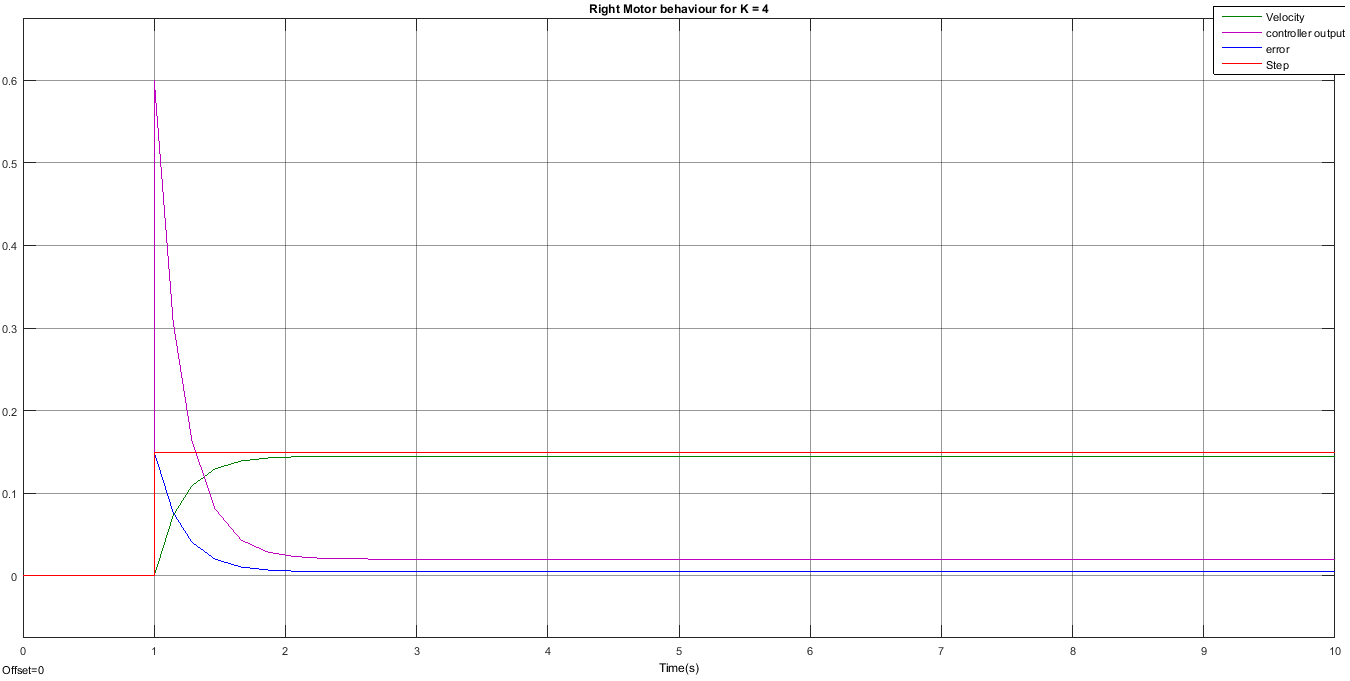 Right Motor behaviour for K = 4
Velocity
controller output
error
Step
0.6
0.5
0.4
0.3
0.2
0.1
0
0 1 2 3 4 5 6 7 8 9 10
Time(s)
Offset=0